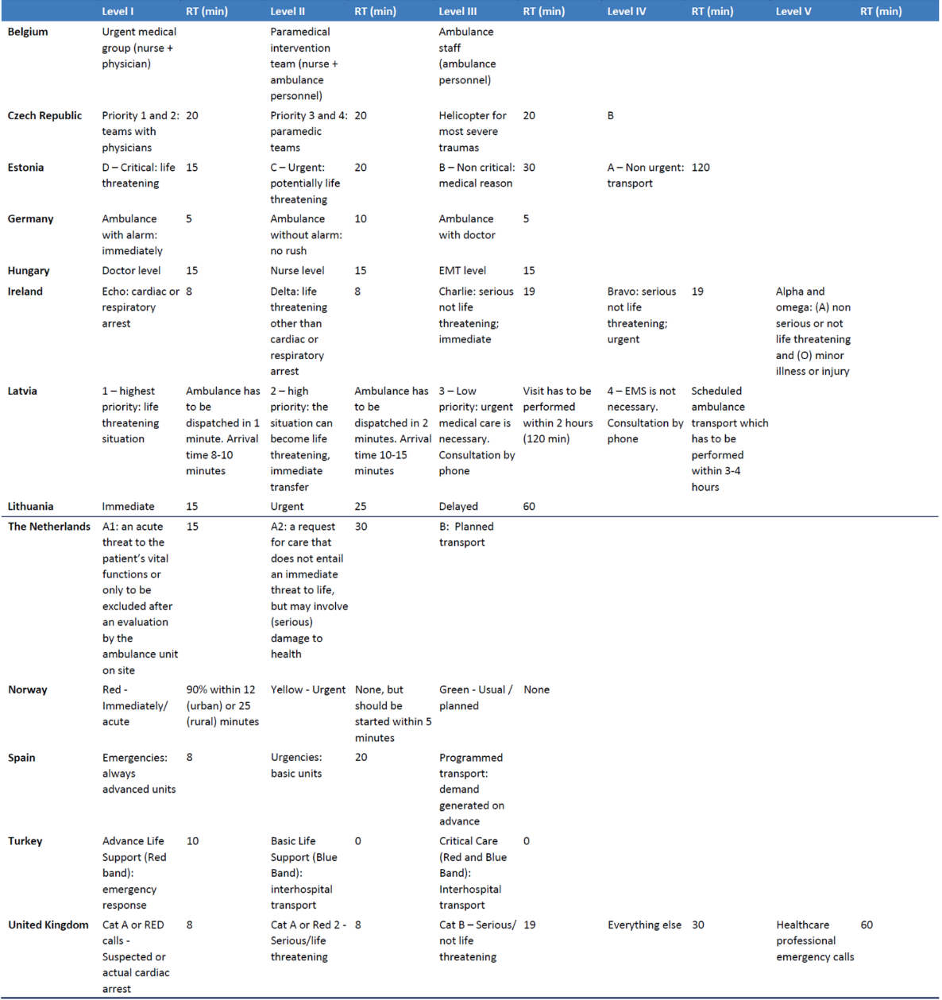 Level I RT (min) Level II RT (min) Level III RT (min) Level IV RT (min) Level V RT (min)
Belgium Urgent medical Paramedical Ambulance
group (nurse + intervention staff
physician) team (nurse + (ambulance
ambulance personnel)
personnel)
Czech Republic Priority 1 and 2: 20 Priority 3 and 4: 20 Helicopter for 20 B
teams with paramedic most severe
physicians teams traumas
Estonia D – Critical: life 15 C – Urgent: 20 B – Non critical: 30 A – Non urgent: 120
threatening potentially life medical reason transport
threatening
Germany Ambulance 5 Ambulance 10 Ambulance 5
with alarm: without alarm: with doctor
immediately no rush
Hungary Doctor level 15 Nurse level 15 EMT level 15
Ireland Echo: cardiac or 8 Delta: life 8 Charlie: serious 19 Bravo: serious 19 Alpha and
respiratory threatening not life not life omega: (A) non
arrest other than threatening; threatening; serious or not
cardiac or immediate urgent life threatening
respiratory and (O) minor
arrest illness or injury
Latvia 1 – highest Ambulance has 2 – high Ambulance has 3 – Low Visit has to be 4 – EMS is not Scheduled
priority: life to be priority: the to be priority: urgent performed necessary. ambulance
threatening dispatched in 1 situation can dispatched in 2 medical care is within 2 hours Consultation by transport which
situation minute. Arrival become life minutes. Arrival necessary. (120 min) phone has to be
time 8-10 threatening, time 10-15 Consultation by performed
minutes immediate minutes phone within 3-4
transfer hours
Lithuania Immediate 15 Urgent 25 Delayed 60
The Netherlands A1: an acute 15 A2: a request 30 B: Planned
threat to the for care that transport
patient's vital does not entail
functions or an immediate
only to be threat to life,
excluded after but may involve
an evaluation (serious)
by the damage to
ambulance unit health
on site
Norway Red - 90% within 12 Yellow - Urgent None, but Green - Usual / None
Immediately/ (urban) or 25 should be planned
acute (rural) minutes started within 5
minutes
Spain Emergencies: 8 Urgencies: 20 Programmed
always basic units transport:
advanced units demand
generated on
advance
Turkey Advance Life 10 Basic Life 0 Critical Care 0
Support (Red Support (Blue (Red and Blue
band): Band): Band):
emergency interhospital Interhospital
response transport transport
United Kingdom Cat A or RED 8 Cat A or Red 2 - 8 Cat B – Serious/ 19 Everything else 30 Healthcare 60
calls - Serious/life not life professional
Suspected or threatening threatening emergency calls
actual cardiac
arrest